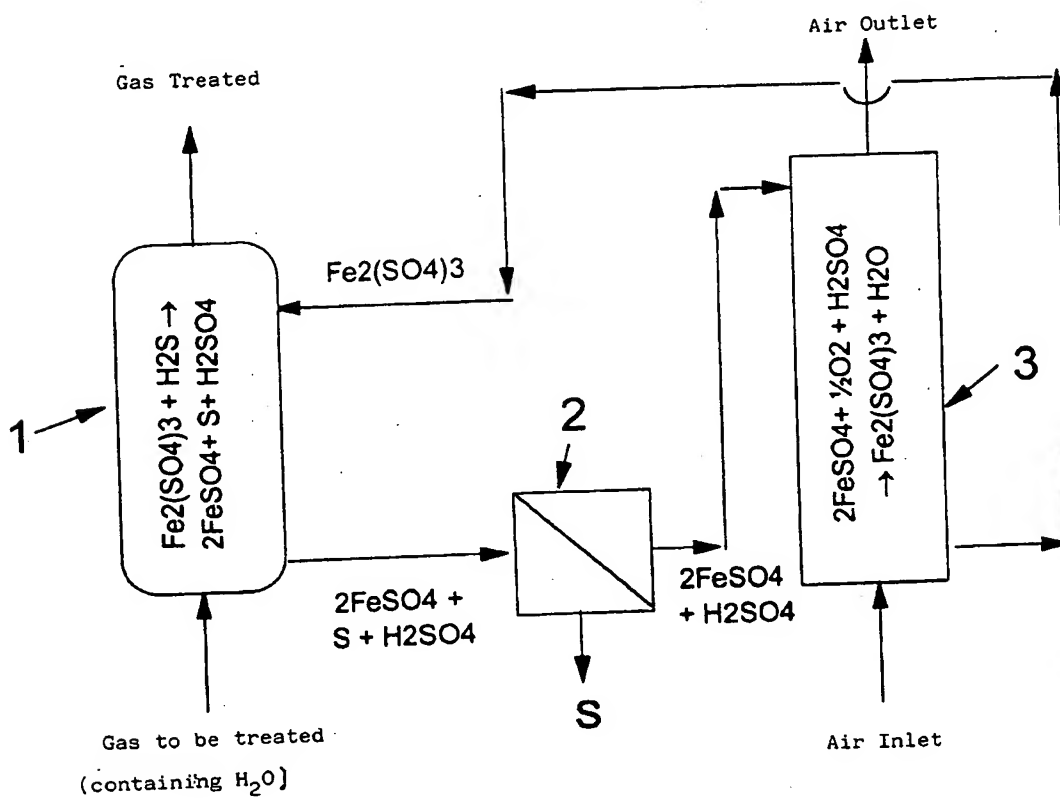 Air Outlet
Gas Treated
Fe2(SO4)3
Fe2(SO4)3 + H2S →
2FeSO4+ S+ H2SO4
1
2
2FeSO4+ ½O2 + H2SO4
→ Fe2(SO4)3 + H2O
3
2FeSO4 +
S + H2SO4
2FeSO4
+ H2SO4
S
Gas to be treated
(containing H2O)
Air Inlet